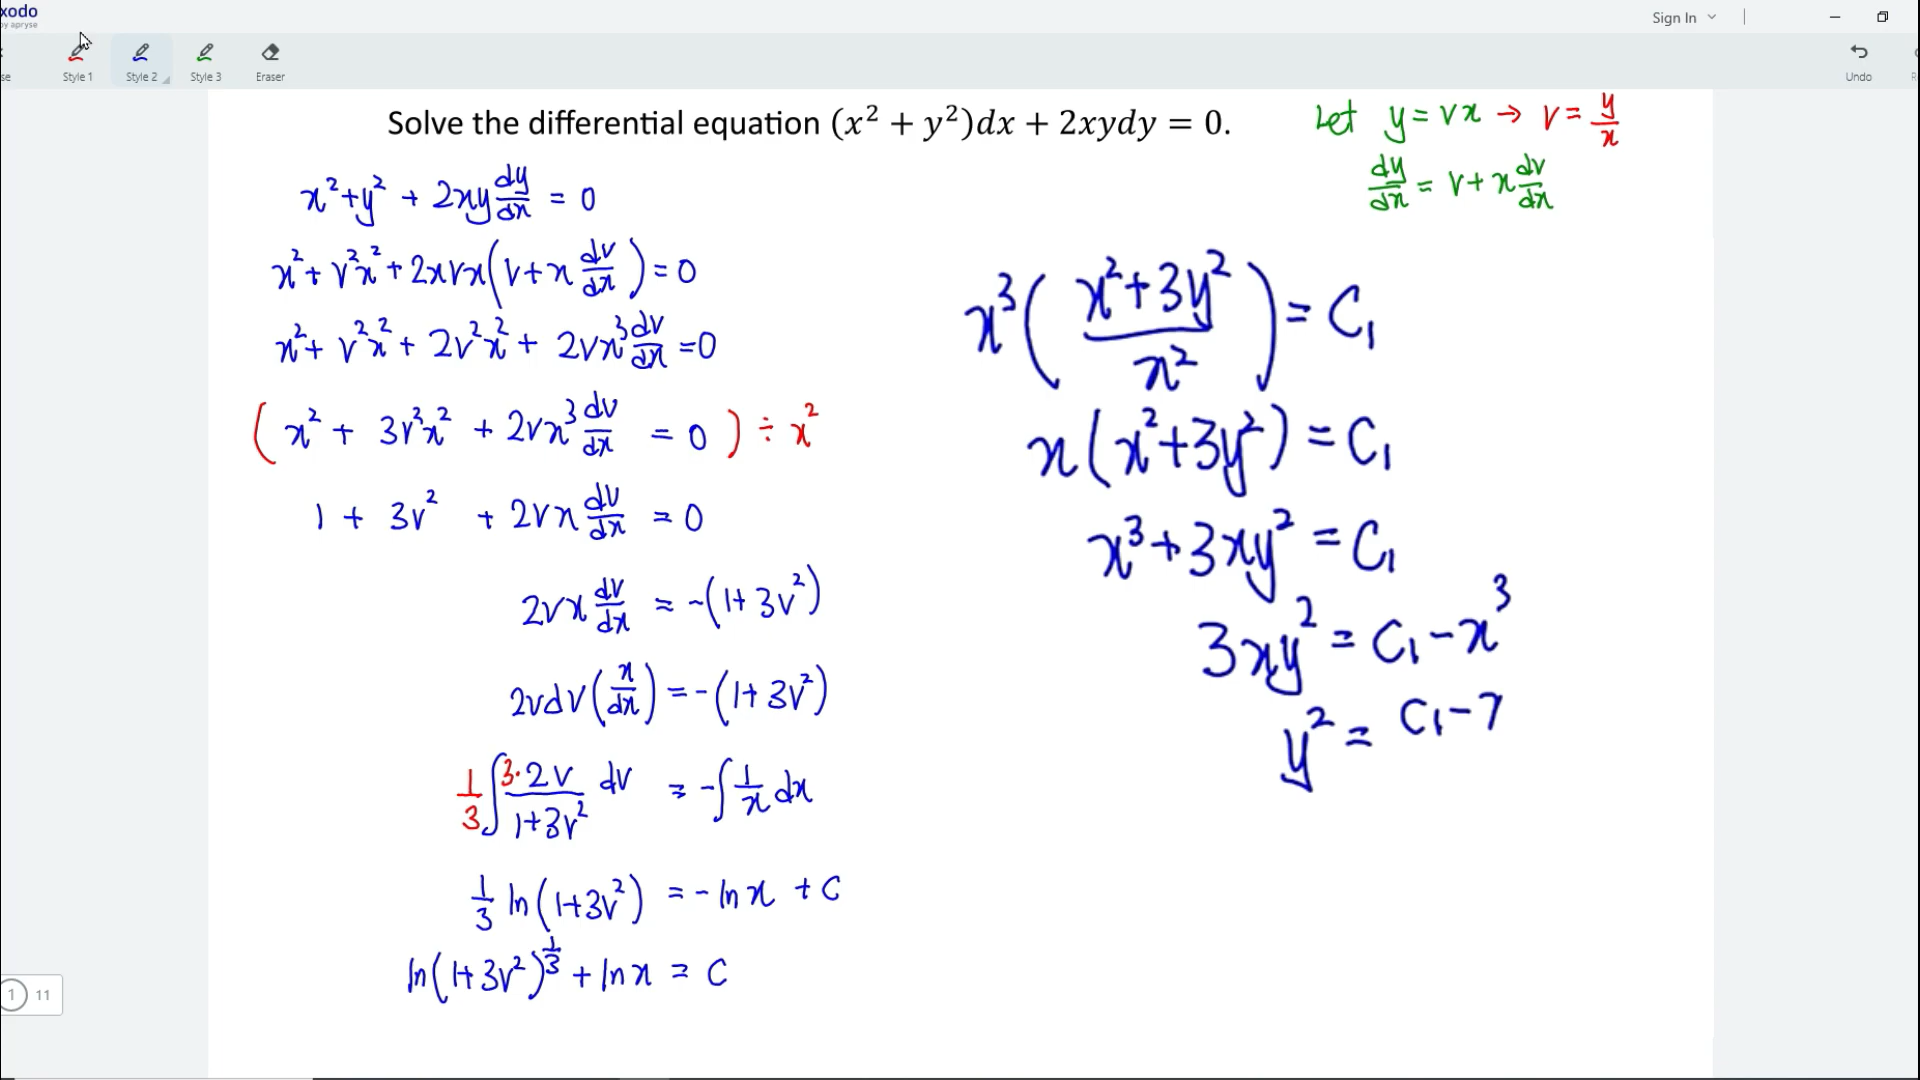 xodo
by apryse
Sign In
se
Style 1
Style 2
Style 3
Eraser
Undo
Solve the differential equation (x² + y²)dx + 2xydy = 0.
Let y = vx → v = y/x
dy/dx = v + x dv/dx
x² + y² + 2xy dy/dx = 0
x² + v²x² + 2xvx(v + x dv/dx) = 0
x² + v²x² + 2v²x² + 2vx³ dv/dx = 0
(x² + 3v²x² + 2vx³ dv/dx = 0) ÷ x²
1 + 3v² + 2vx dv/dx = 0
2vx dv/dx = -(1 + 3v²)
2vdv(x/dx) = -(1 + 3v²)
1/3 ∫ 3·2v/(1+3v²) dv = -∫ 1/x dx
1/3 ln(1+3v²) = -ln x + C
ln(1+3v²)^(1/3) + ln x = C
x³((x²+3y²)/x²) = C₁
x(x²+3y²) = C₁
x³+3xy² = C₁
3xy² = C₁ - x³
y² = C₁ -
1
11